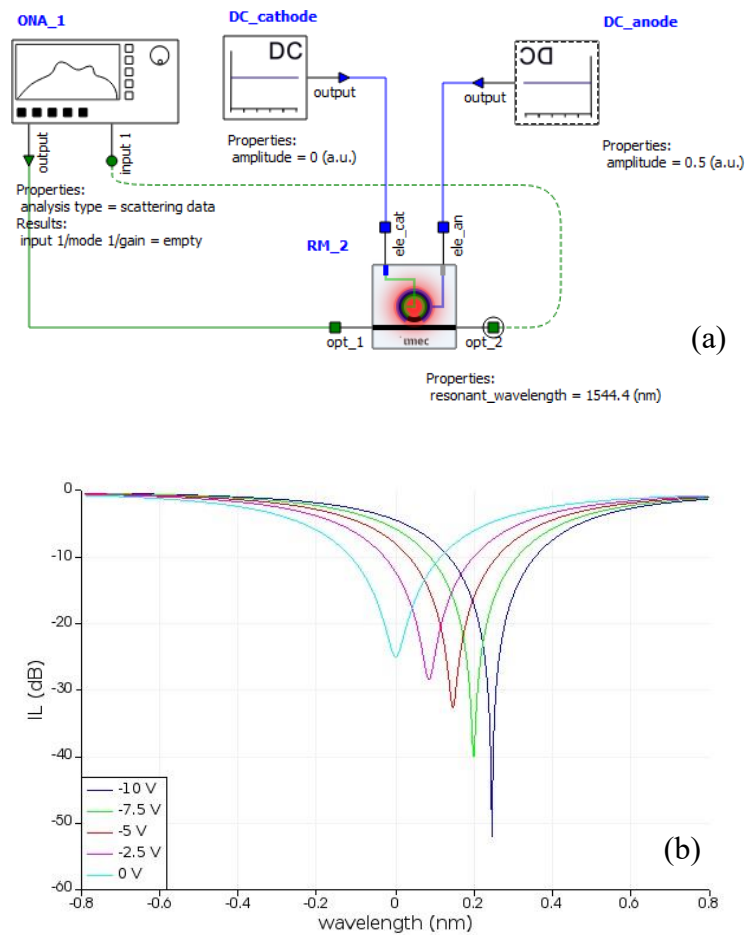 ONA_1
DC_cathode
DC_anode
DC
DC
output
output
output
input 1
Properties:
amplitude = 0 (a.u.)
Properties:
amplitude = 0.5 (a.u.)
Properties:
analysis type = scattering data
Results:
input 1/mode 1/gain = empty
ele_cat
ele_an
RM_2
opt_1
imec
opt_2
(a)
Properties:
resonant_wavelength = 1544.4 (nm)
0
-10
-20
-30
-40
-50
-60
IL (dB)
-10 V
-7.5 V
-5 V
-2.5 V
0 V
(b)
-0.8
-0.6
-0.4
-0.2
0
0.2
0.4
0.6
0.8
wavelength (nm)